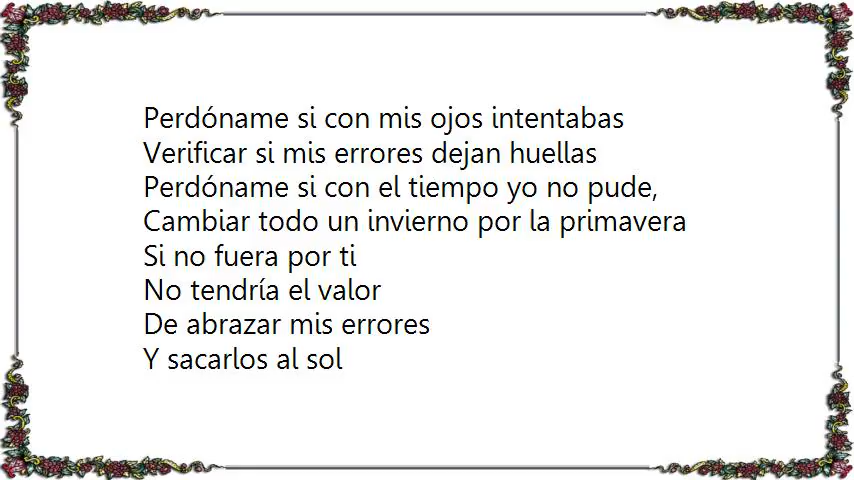 Perdóname si con mis ojos intentabas
Verificar si mis errores dejan huellas
Perdóname si con el tiempo yo no pude,
Cambiar todo un invierno por la primavera
Si no fuera por ti
No tendría el valor
De abrazar mis errores
Y sacarlos al sol